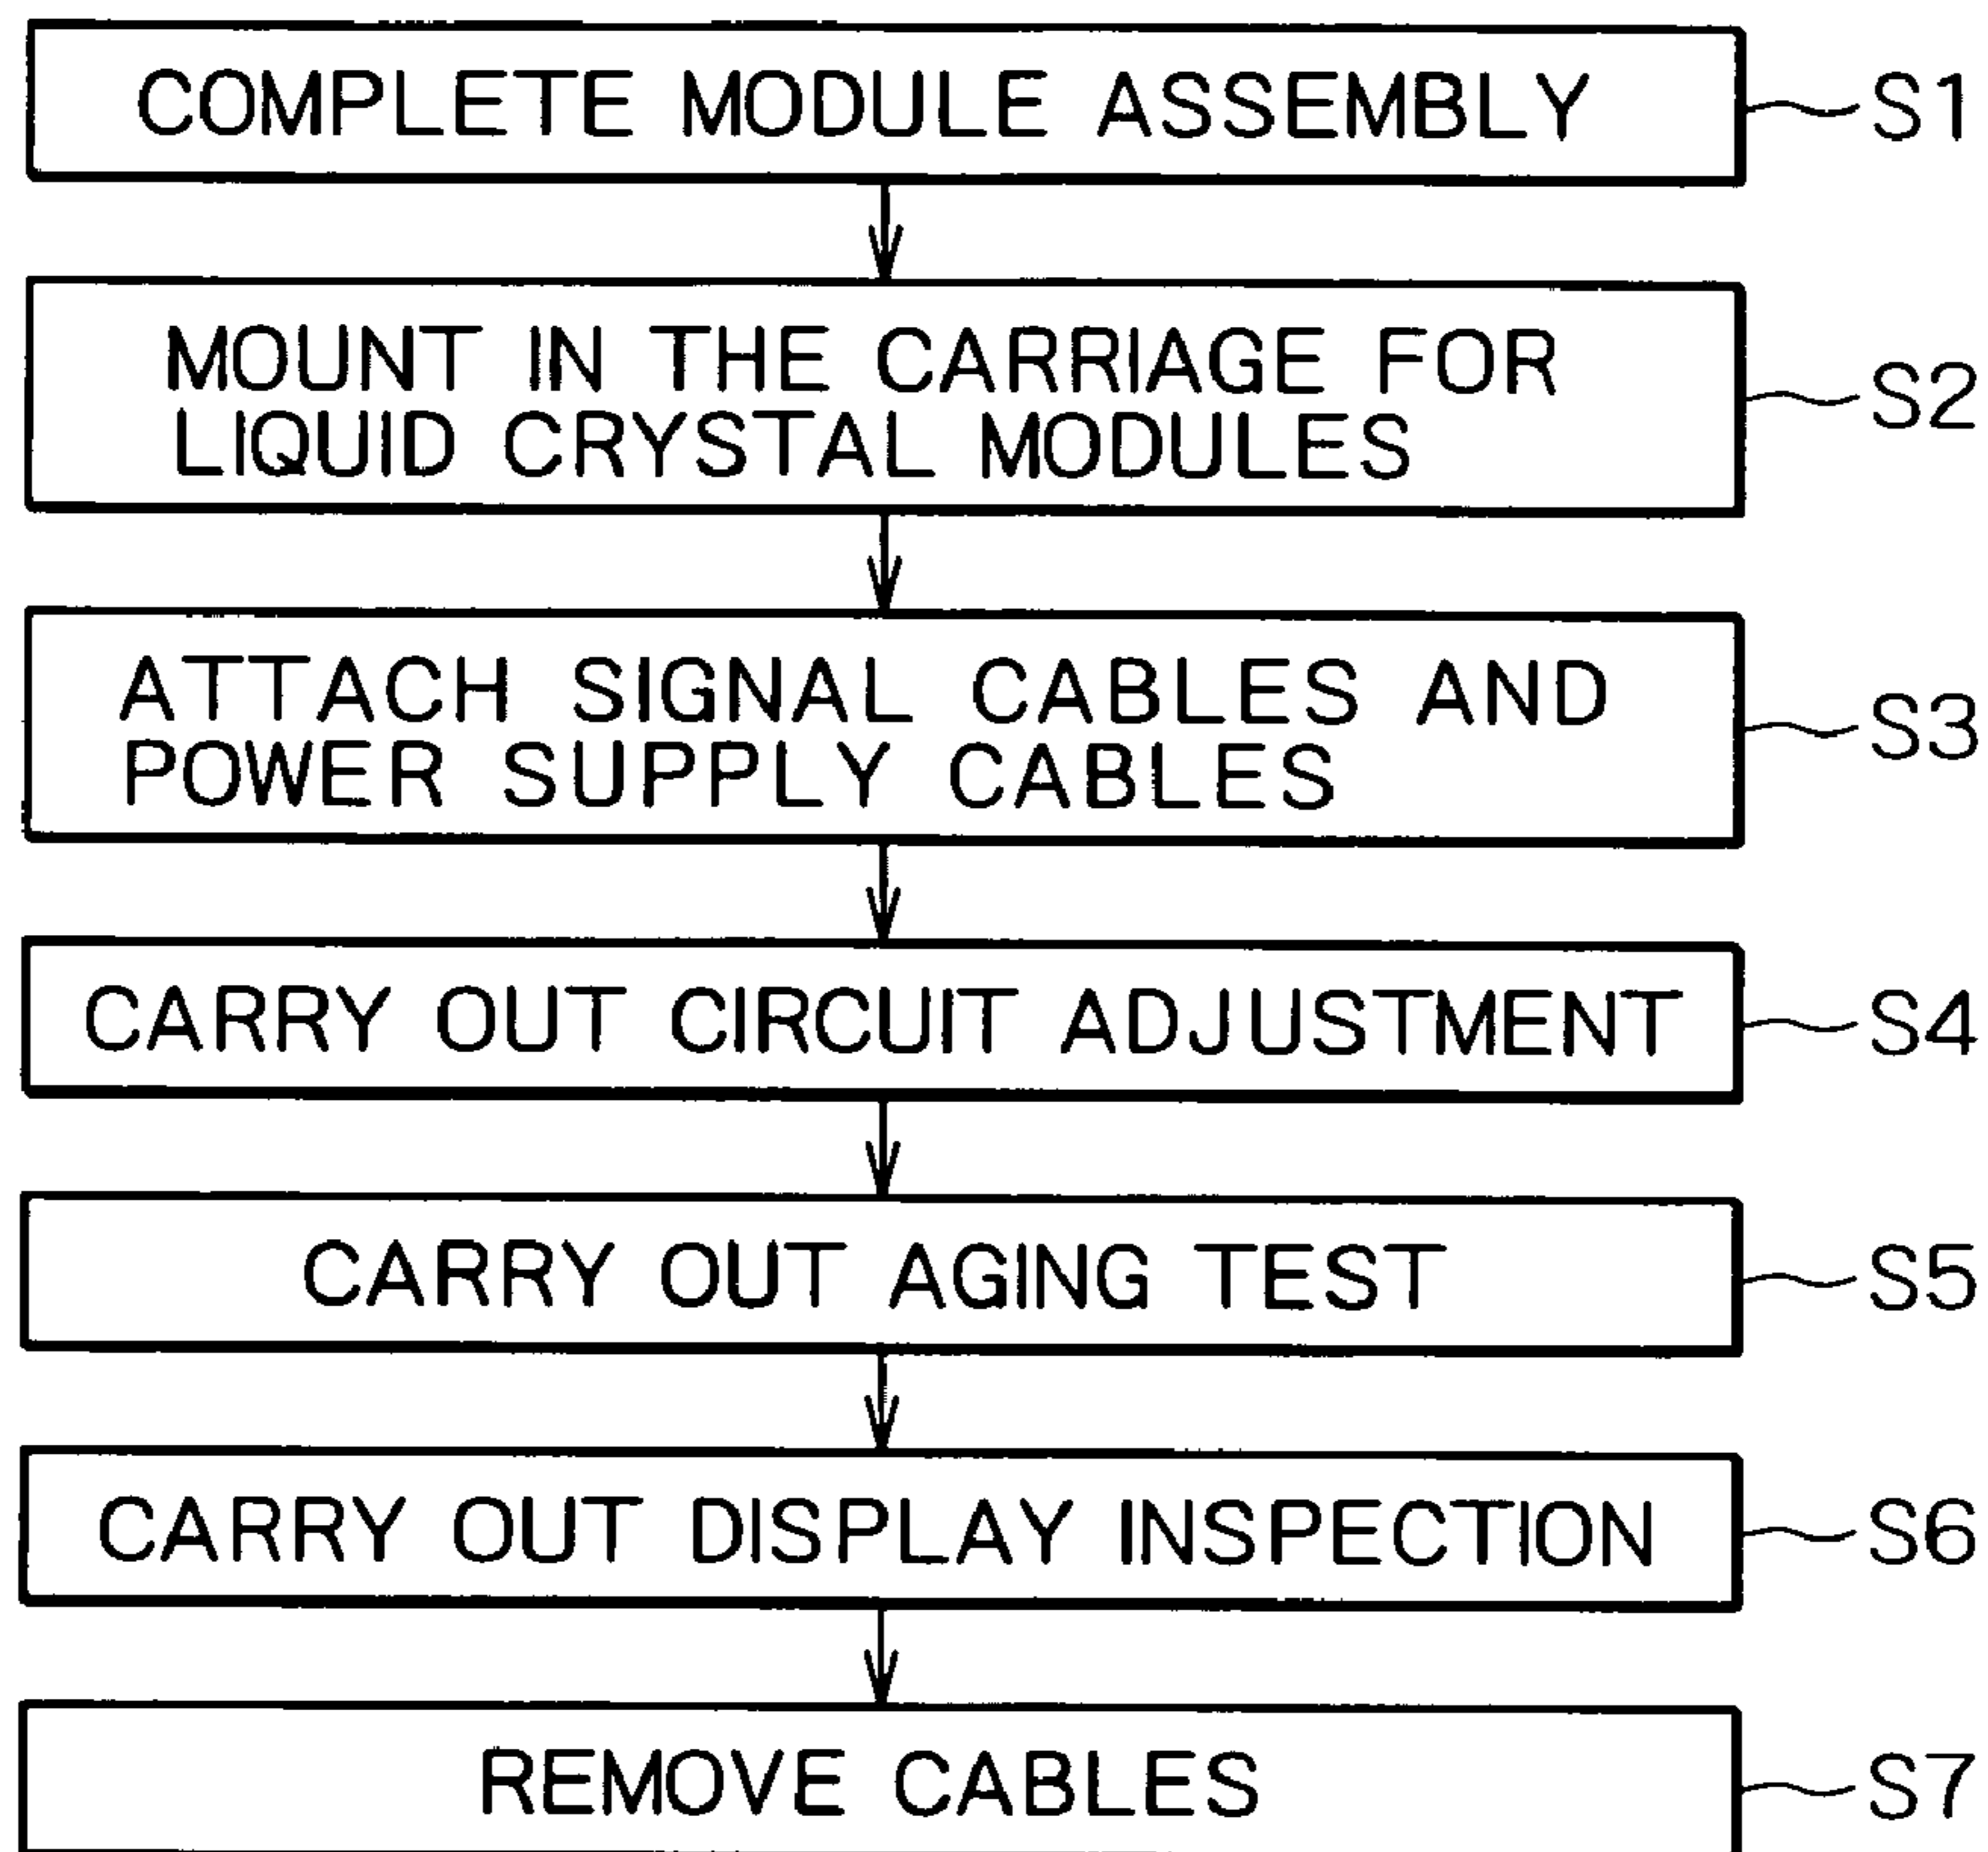 COMPLETE MODULE ASSEMBLY S1
MOUNT IN THE CARRIAGE FOR
LIQUID CRYSTAL MODULES S2
ATTACH SIGNAL CABLES AND
POWER SUPPLY CABLES S3
CARRY OUT CIRCUIT ADJUSTMENT S4
CARRY OUT AGING TEST S5
CARRY OUT DISPLAY INSPECTION S6
REMOVE CABLES S7